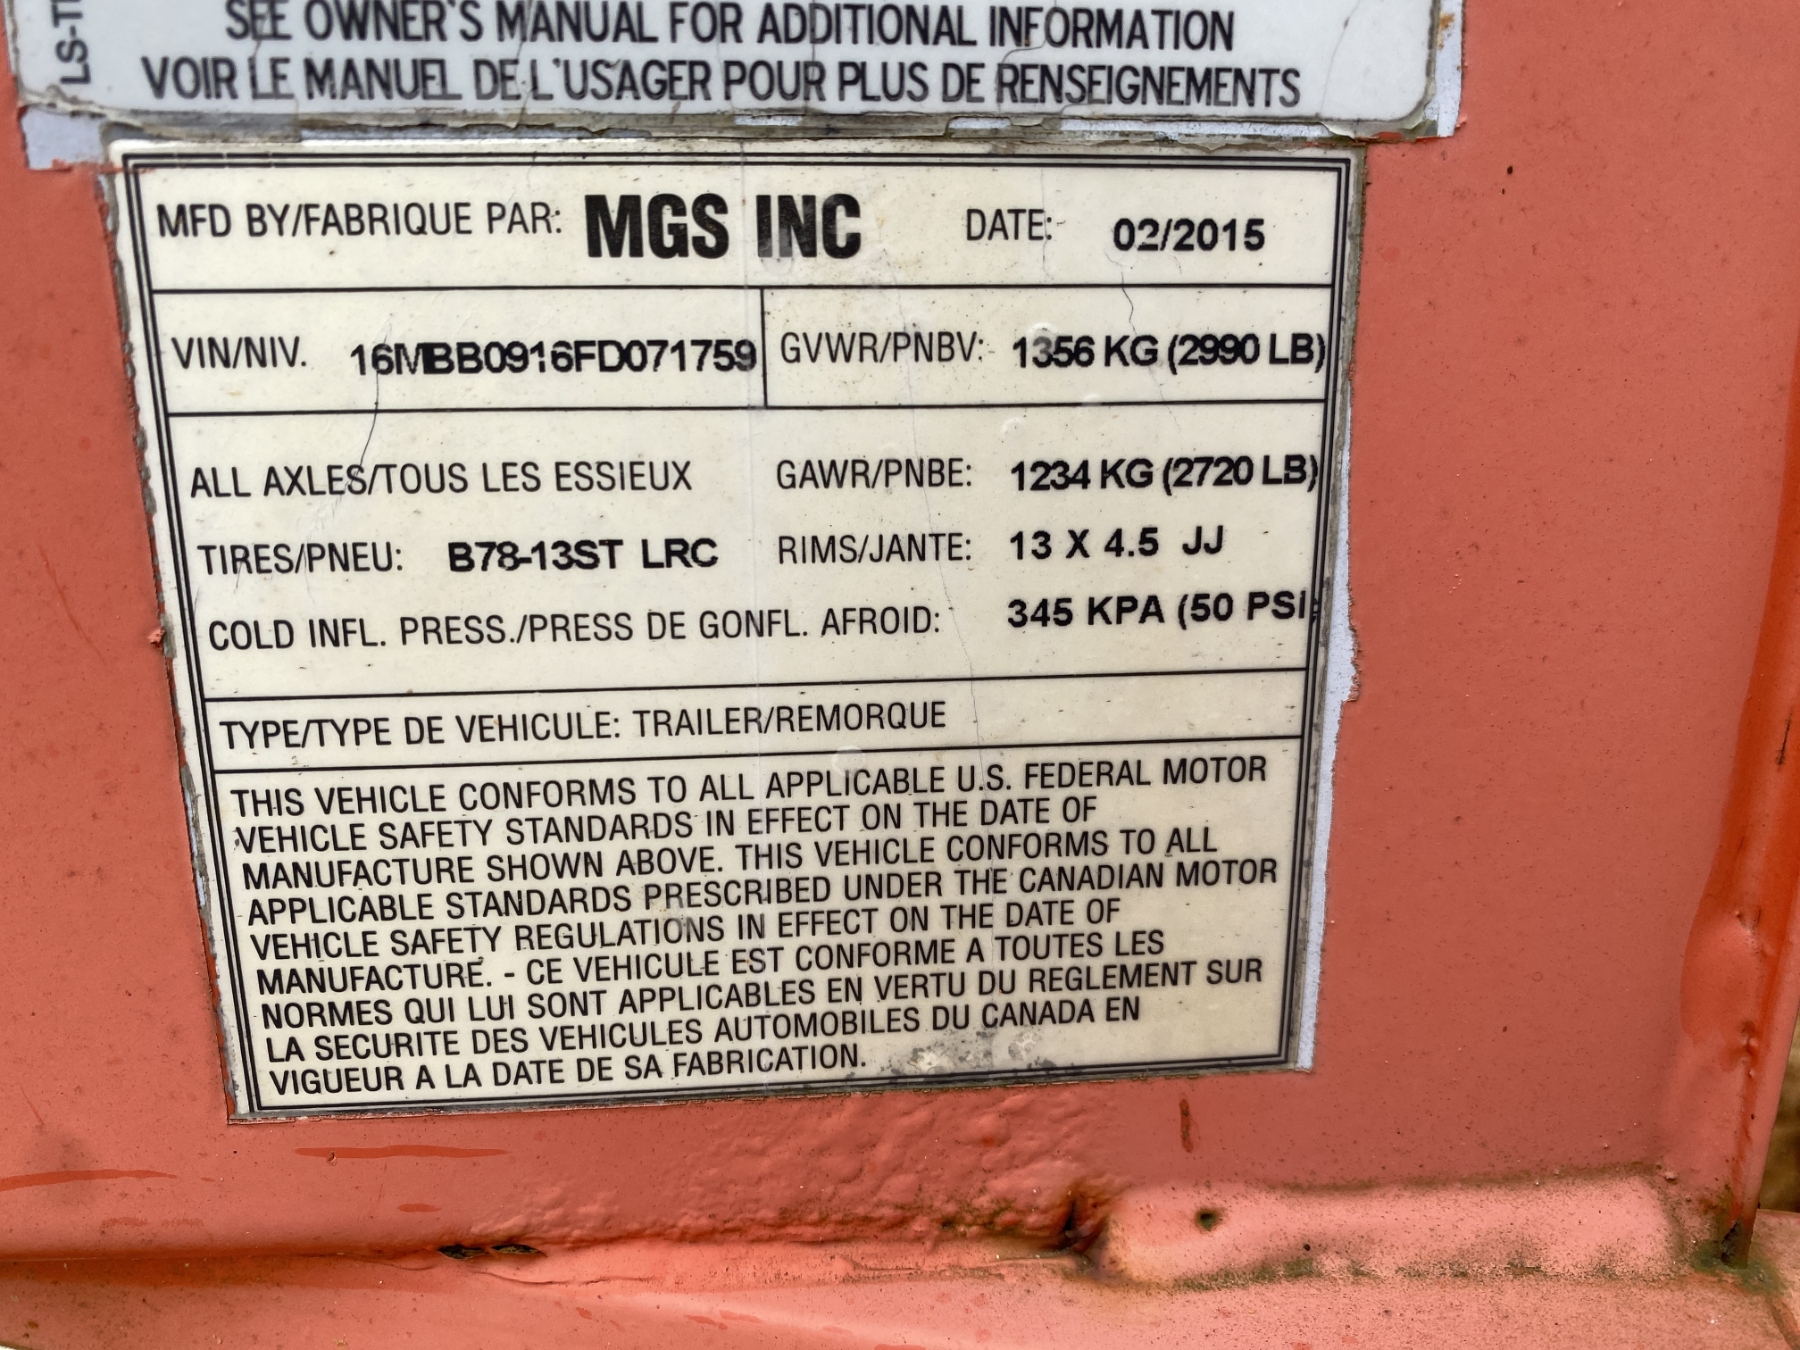 LS-T
SEE OWNER'S MANUAL FOR ADDITIONAL INFORMATION
VOIR LE MANUEL DE L'USAGER POUR PLUS DE RENSEIGNEMENTS
MFD BY/FABRIQUE PAR: MGS INC DATE: 02/2015
VIN/NIV. 16MBB0916FD071759 GVWR/PNBV: 1356 KG (2990 LB)
ALL AXLES/TOUS LES ESSIEUX GAWR/PNBE: 1234 KG (2720 LB)
TIRES/PNEU: B78-13ST LRC RIMS/JANTE: 13 X 4.5 JJ
COLD INFL. PRESS./PRESS DE GONFL. AFROID: 345 KPA (50 PSI)
TYPE/TYPE DE VEHICULE: TRAILER/REMORQUE
THIS VEHICLE CONFORMS TO ALL APPLICABLE U.S. FEDERAL MOTOR
VEHICLE SAFETY STANDARDS IN EFFECT ON THE DATE OF
MANUFACTURE SHOWN ABOVE. THIS VEHICLE CONFORMS TO ALL
APPLICABLE STANDARDS PRESCRIBED UNDER THE CANADIAN MOTOR
VEHICLE SAFETY REGULATIONS IN EFFECT ON THE DATE OF
MANUFACTURE. - CE VEHICULE EST CONFORME A TOUTES LES
NORMES QUI LUI SONT APPLICABLES EN VERTU DU REGLEMENT SUR
LA SECURITE DES VEHICULES AUTOMOBILES DU CANADA EN
VIGUEUR A LA DATE DE SA FABRICATION.